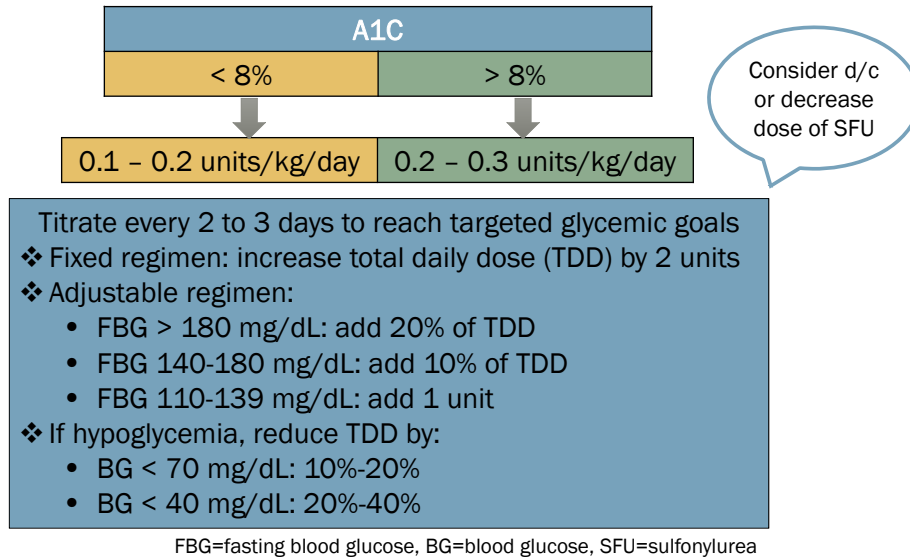 A1C
< 8%
> 8%
Consider d/c
or decrease
dose of SFU
0.1 – 0.2 units/kg/day
0.2 – 0.3 units/kg/day
Titrate every 2 to 3 days to reach targeted glycemic goals
❖ Fixed regimen: increase total daily dose (TDD) by 2 units
❖ Adjustable regimen:
• FBG > 180 mg/dL: add 20% of TDD
• FBG 140-180 mg/dL: add 10% of TDD
• FBG 110-139 mg/dL: add 1 unit
❖ If hypoglycemia, reduce TDD by:
• BG < 70 mg/dL: 10%-20%
• BG < 40 mg/dL: 20%-40%
FBG=fasting blood glucose, BG=blood glucose, SFU=sulfonylurea